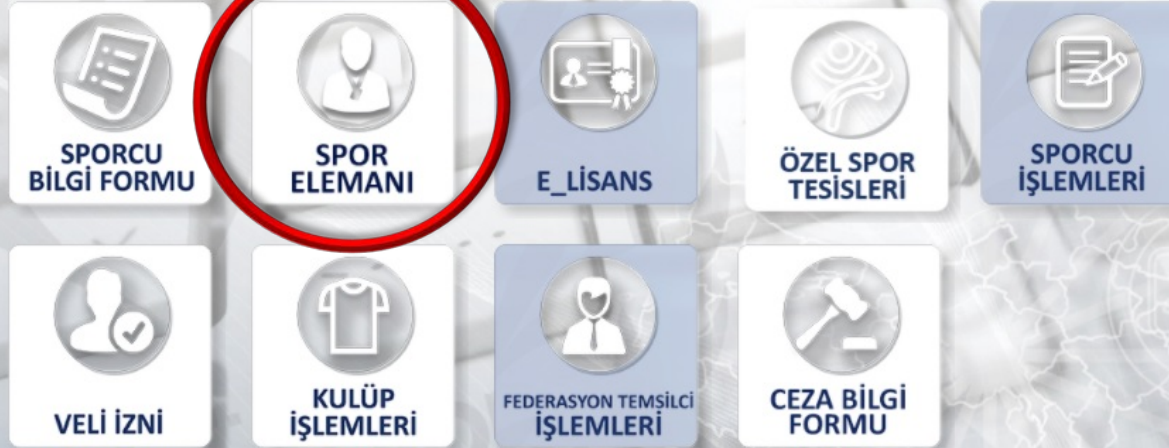 SPORCU
BİLGİ FORMU
SPOR
ELEMANI
E_LİSANS
ÖZEL SPOR
TESİSLERİ
SPORCU
İŞLEMLERİ
VELİ İZNİ
KULÜP
İŞLEMLERİ
FEDERASYON TEMSİLCİ
İŞLEMLERİ
CEZA BİLGİ
FORMU